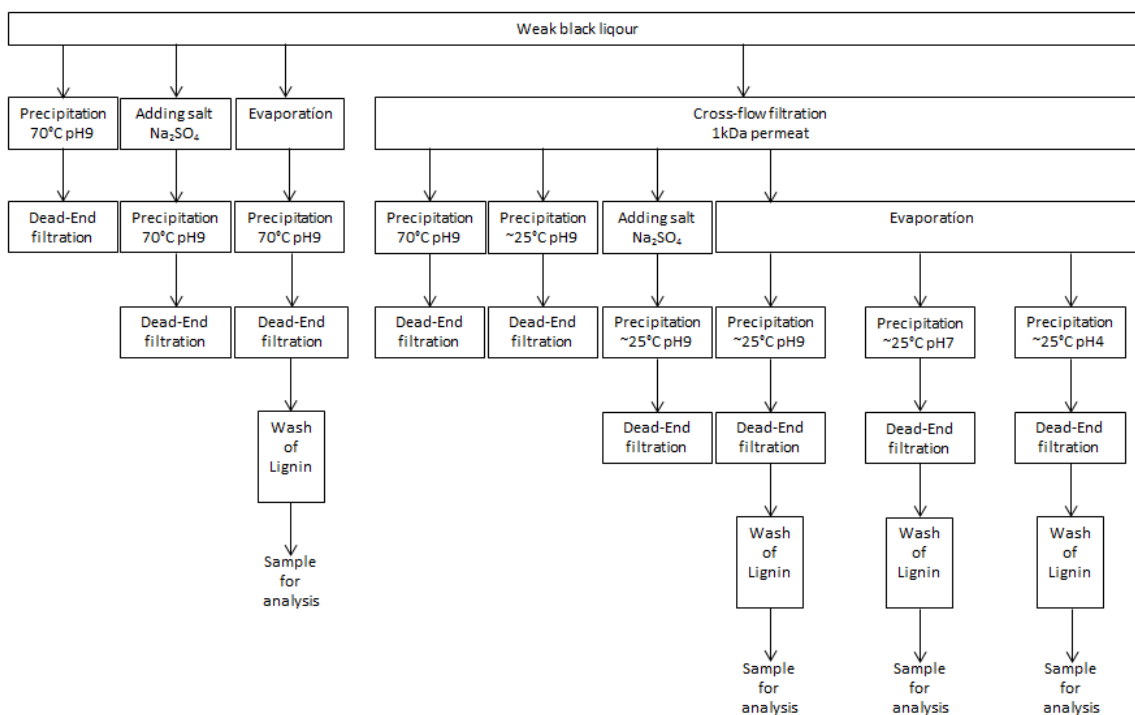 Weak black liqour
Precipitation
70°C pH9
Adding salt
Na₂SO₄
Evaporatíon
Cross-flow filtration
1kDa permeat
Dead-End
filtration
Precipitation
70°C pH9
Precipitation
70°C pH9
Precipitation
70°C pH9
Precipitation
~25°C pH9
Adding salt
Na₂SO₄
Evaporatíon
Dead-End
filtration
Dead-End
filtration
Dead-End
filtration
Dead-End
filtration
Precipitation
~25°C pH9
Precipitation
~25°C pH9
Precipitation
~25°C pH7
Precipitation
~25°C pH4
Wash
of
Lignin
Dead-End
filtration
Dead-End
filtration
Dead-End
filtration
Dead-End
filtration
Sample
for
analysis
Wash
of
Lignin
Wash
of
Lignin
Wash
of
Lignin
Sample
for
analysis
Sample
for
analysis
Sample
for
analysis